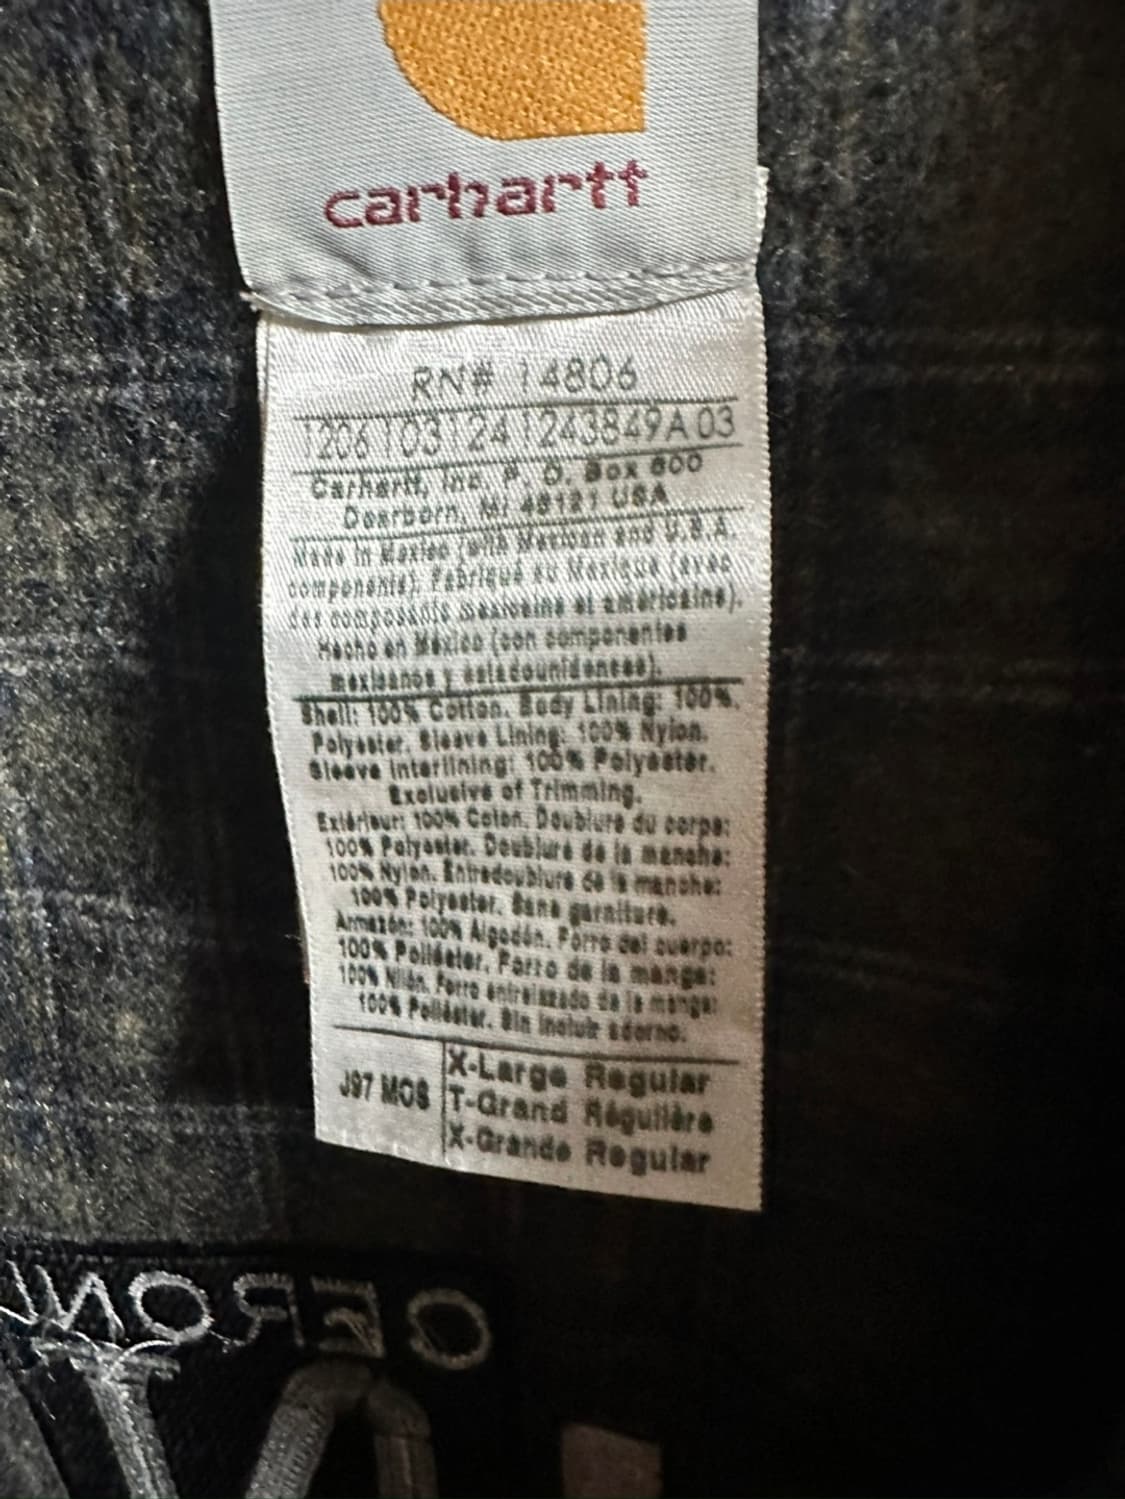 carhartt
RN# 14806
1206103124 1243849A 03
Carhartt, Inc. P. O. Box 600
Dearborn, MI 48121 USA
Made in Mexico (with Mexican and U.S.A.
components). Fabriqué au Mexique (avec
des composants mexicains et américains).
Hecho en México (con componentes
mexicanos y estadounidenses).
Shell: 100% Cotton. Body Lining: 100%
Polyester. Sleeve Lining: 100% Nylon.
Sleeve Interlining: 100% Polyester.
Exclusive of Trimming.
Extérieur: 100% Coton. Doublure du corps:
100% Polyester. Doublure de la manche:
100% Nylon. Entredoublure de la manche:
100% Polyester. Sans garniture.
Armazón: 100% Algodón. Forro del cuerpo:
100% Poliéster. Forro de la manga:
100% Nilón. Forro entrelazado de la manga:
100% Poliéster. Sin incluir adorno.
J97 MOS
X-Large Regular
T-Grand Régulière
X-Grande Regular